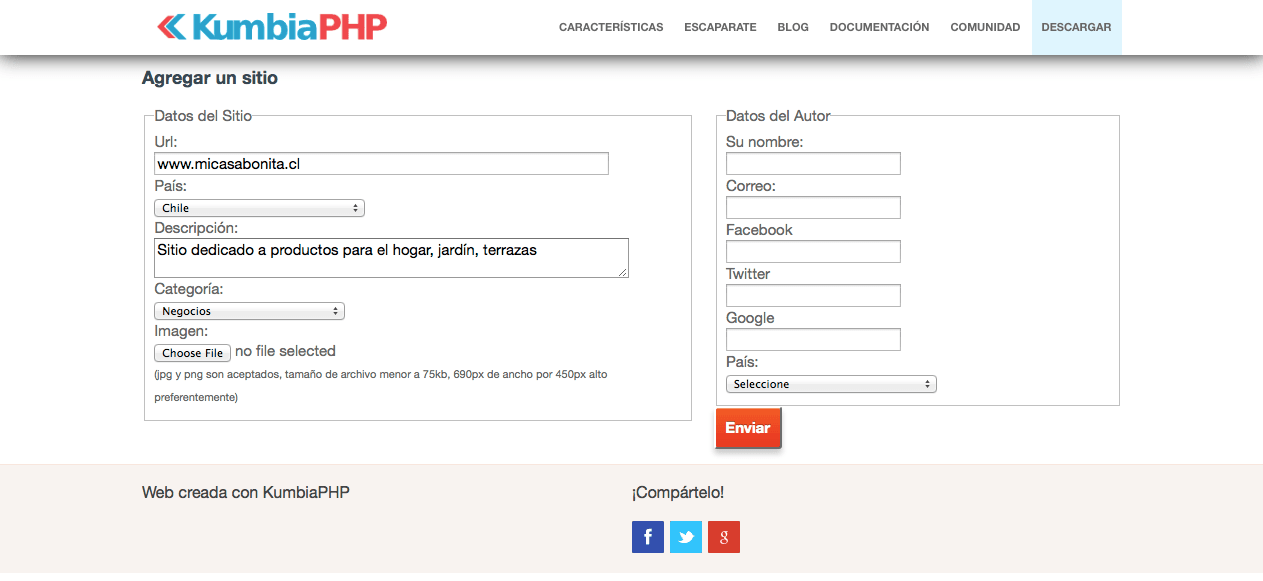 KumbiaPHP
CARACTERÍSTICAS ESCAPARATE BLOG DOCUMENTACIÓN COMUNIDAD DESCARGAR
Agregar un sitio
Datos del Sitio
Url:
www.micasabonita.cl
País:
Chile
Descripción:
Sitio dedicado a productos para el hogar, jardín, terrazas
Categoría:
Negocios
Imagen:
Choose File no file selected
(jpg y png son aceptados, tamaño de archivo menor a 75kb, 690px de ancho por 450px alto
preferentemente)
Datos del Autor
Su nombre:
Correo:
Facebook
Twitter
Google
País:
Seleccione
Enviar
Web creada con KumbiaPHP
¡Compártelo!
f
g